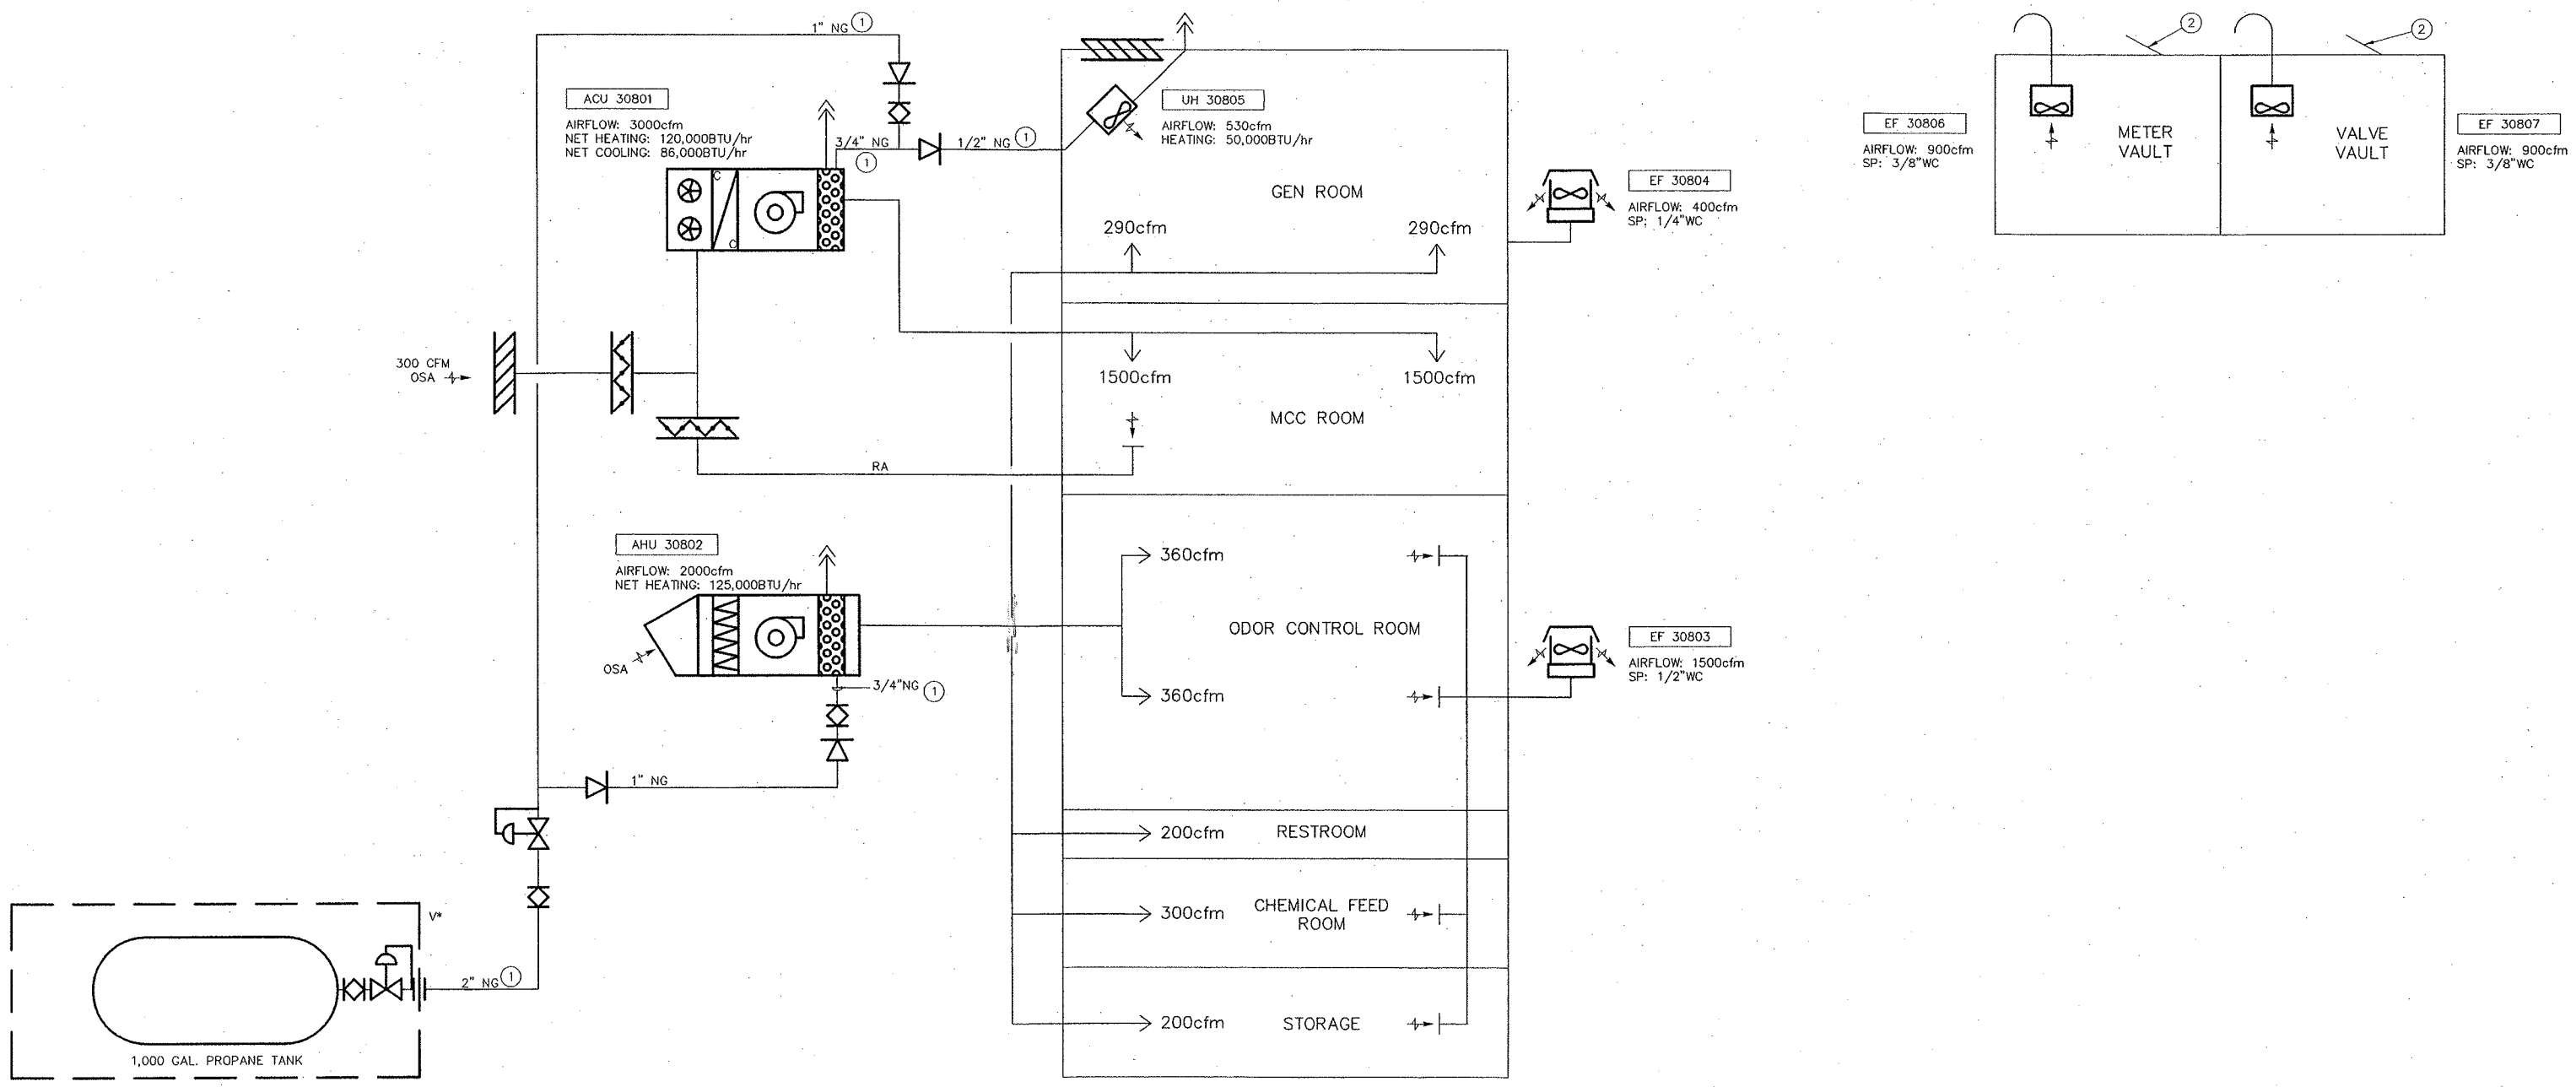 1" NG 1
ACU 30801
AIRFLOW: 3000cfm
NET HEATING: 120,000BTU/hr
NET COOLING: 86,000BTU/hr
C
C
3/4" NG
1
1/2" NG 1
UH 30805
AIRFLOW: 530cfm
HEATING: 50,000BTU/hr
GEN ROOM
290cfm
290cfm
EF 30804
AIRFLOW: 400cfm
SP: 1/4"WC
2
2
EF 30806
AIRFLOW: 900cfm
SP: 3/8"WC
METER
VAULT
VALVE
VAULT
EF 30807
AIRFLOW: 900cfm
SP: 3/8"WC
300 CFM
OSA
1500cfm
1500cfm
MCC ROOM
RA
AHU 30802
AIRFLOW: 2000cfm
NET HEATING: 125,000BTU/hr
OSA
3/4"NG 1
1" NG
360cfm
ODOR CONTROL ROOM
360cfm
EF 30803
AIRFLOW: 1500cfm
SP: 1/2"WC
200cfm
RESTROOM
300cfm
CHEMICAL FEED
ROOM
200cfm
STORAGE
V*
2" NG 1
1,000 GAL. PROPANE TANK